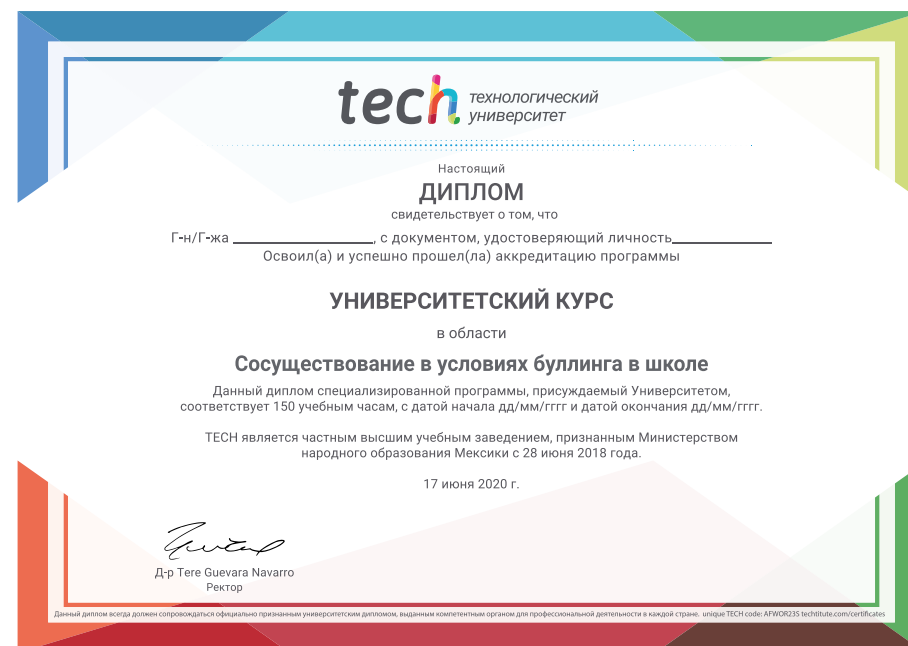 tech технологический
университет
Настоящий
ДИПЛОМ
свидетельствует о том, что
Г-н/Г-жа ____________, с документом, удостоверяющий личность____________
Освоил(а) и успешно прошел(ла) аккредитацию программы
УНИВЕРСИТЕТСКИЙ КУРС
в области
Сосуществование в условиях буллинга в школе
Данный диплом специализированной программы, присуждаемый Университетом,
соответствует 150 учебным часам, с датой начала дд/мм/гггг и датой окончания дд/мм/гггг.
TECH является частным высшим учебным заведением, признанным Министерством
народного образования Мексики с 28 июня 2018 года.
17 июня 2020 г.
Д-р Tere Guevara Navarro
Ректор
Данный диплом всегда должен сопровождаться официально признанным университетским дипломом, выданным компетентным органом для профессиональной деятельности в каждой стране. unique TECH code: AFWOR23S techtitute.com/certificates